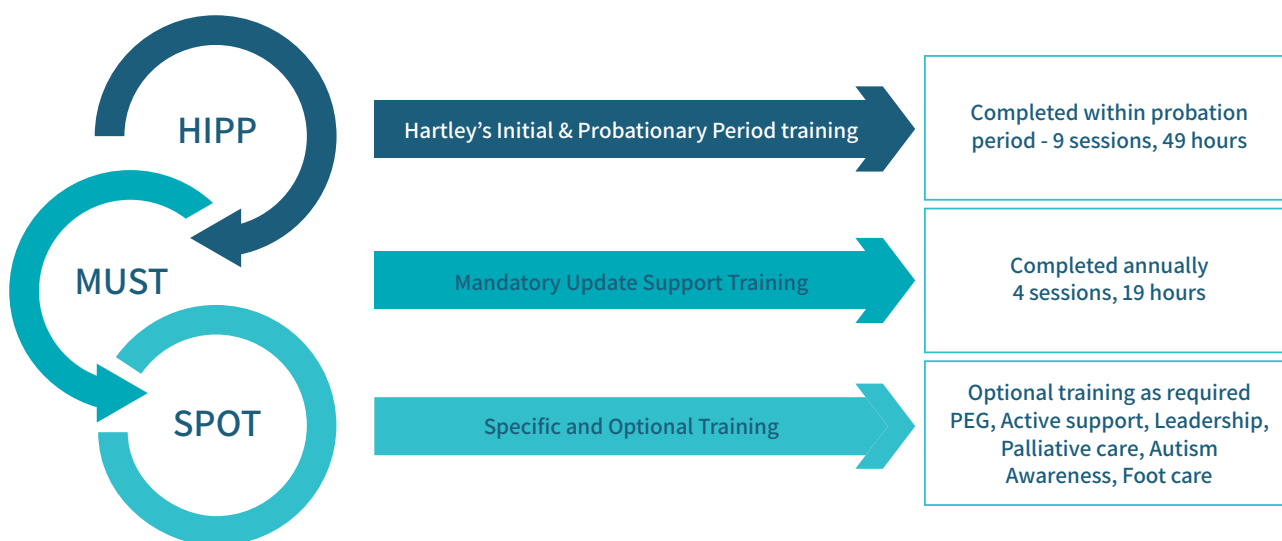 HIPP
Hartley's Initial & Probationary Period training
Completed within probation
period - 9 sessions, 49 hours
MUST
Mandatory Update Support Training
Completed annually
4 sessions, 19 hours
SPOT
Specific and Optional Training
Optional training as required
PEG, Active support, Leadership,
Palliative care, Autism
Awareness, Foot care